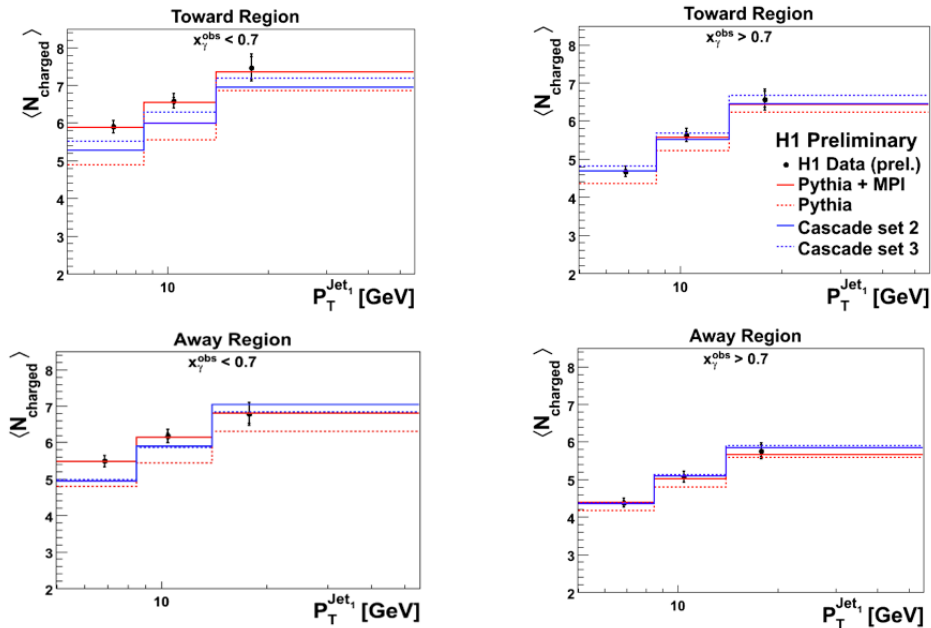 Toward Region
x_γ^obs < 0.7
⟨N_charged⟩
8
7
6
5
4
3
2
10
P_T^Jet_1 [GeV]
Toward Region
x_γ^obs > 0.7
⟨N_charged⟩
8
7
6
5
4
3
2
H1 Preliminary
H1 Data (prel.)
Pythia + MPI
Pythia
Cascade set 2
Cascade set 3
10
P_T^Jet_1 [GeV]
Away Region
x_γ^obs < 0.7
⟨N_charged⟩
8
7
6
5
4
3
2
10
P_T^Jet_1 [GeV]
Away Region
x_γ^obs > 0.7
⟨N_charged⟩
8
7
6
5
4
3
2
10
P_T^Jet_1 [GeV]